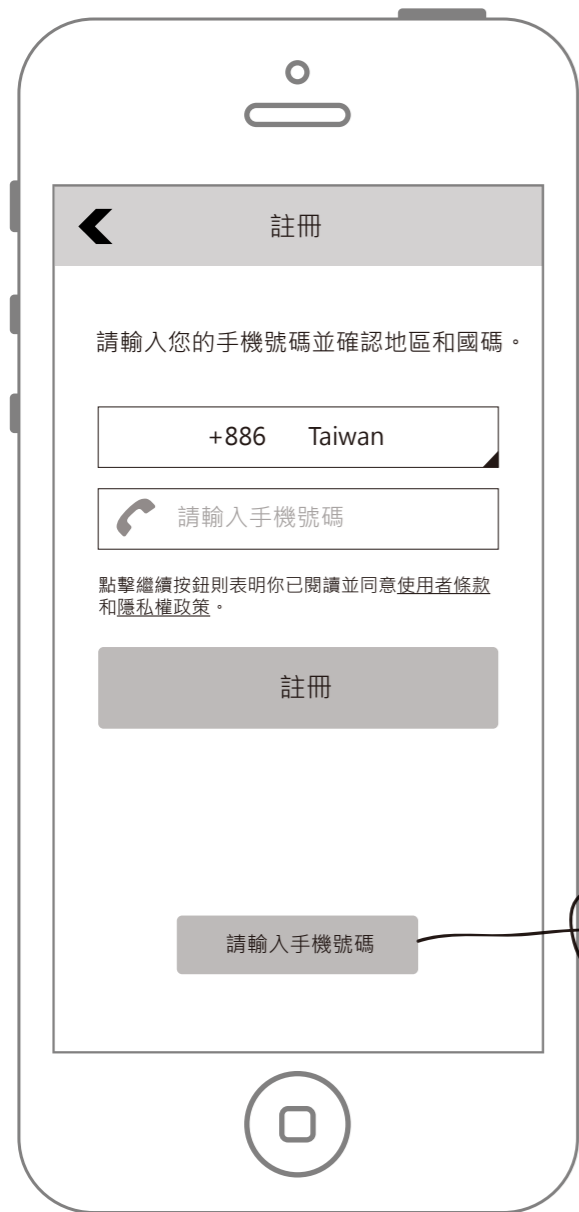 註冊
請輸入您的手機號碼並確認地區和國碼。
+886 Taiwan
請輸入手機號碼
點擊繼續按鈕則表明你已閱讀並同意使用者條款
和隱私權政策。
註冊
請輸入手機號碼